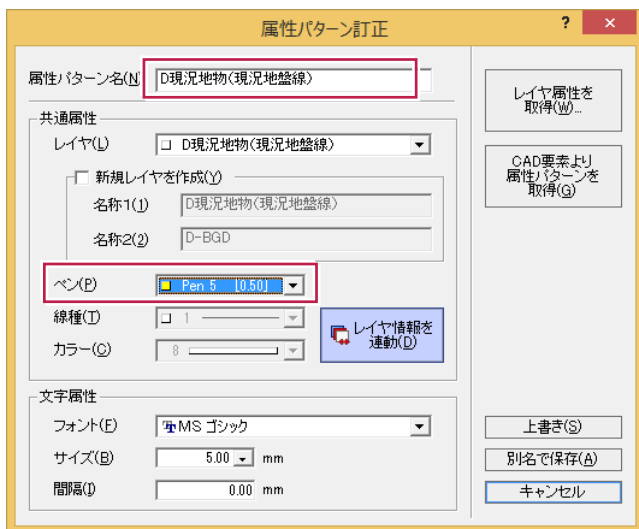 属性パターン訂正 ? ×
属性パターン名(N) D現況地物(現況地盤線)
共通属性
レイヤ(L) D現況地物(現況地盤線)
新規レイヤを作成(Y)
名称1(1) D現況地物(現況地盤線)
名称2(2) D-BGD
ペン(P) Pen 5 [0.50]
線種(T) 1
カラー(C) 8
レイヤ情報を
連動(D)
文字属性
フォント(F) MS ゴシック
サイズ(B) 5.00 mm
間隔(I) 0.00 mm
レイヤ属性を
取得(W)...
CAD要素より
属性パターンを
取得(G)
上書き(S)
別名で保存(A)
キャンセル